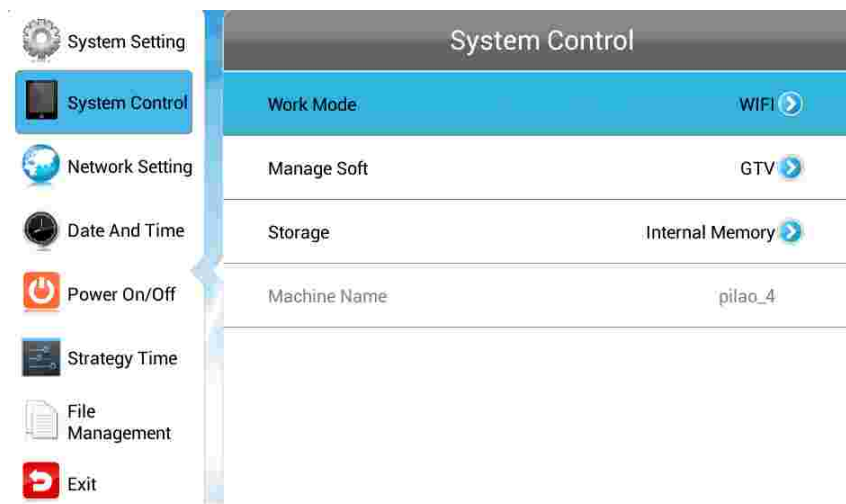 System Setting
System Control
Network Setting
Date And Time
Power On/Off
Strategy Time
File
Management
Exit
System Control
Work Mode WIFI
Manage Soft GTV
Storage Internal Memory
Machine Name pilao_4